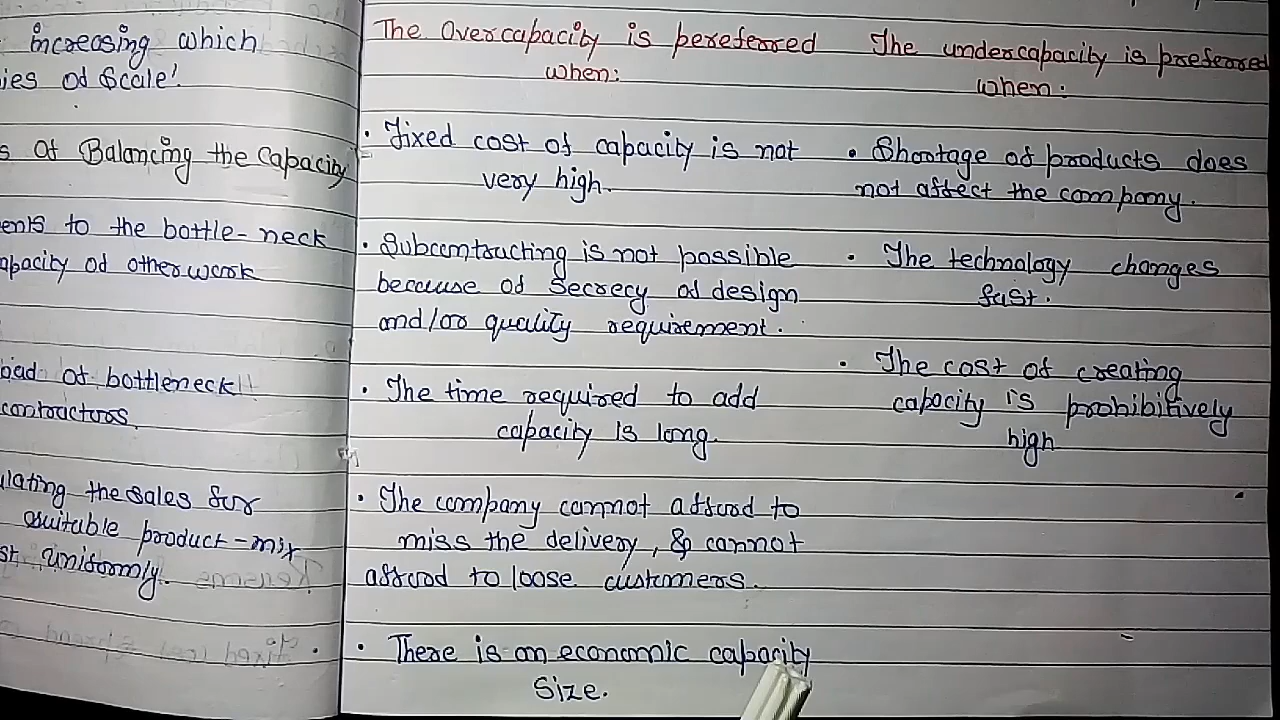 increasing which
ies of Scale!
s Of Balancing the Capacity
ents to the bottle-neck
apacity of other work
oad of bottleneck
contractors.
ulating the sales for
suitable product-mix
st uniformly.
The Overcapacity is pereferred
when:
• Fixed cost of capacity is not
very high.
• Subcontracting is not possible
because of Secrecy of design
and/or quality requirement.
• The time required to add
capacity is long.
• The company cannot afford to
miss the delivery, & cannot
afford to loose customers.
• There is an economic capacity
Size.
The undercapacity is preferred
when:
• Shortage of products does
not affect the company.
• The technology changes
fast.
• The cost of creating
capacity is prohibitively
high